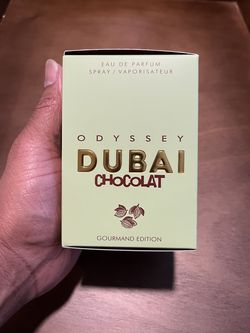 EAU DE PARFUM
SPRAY / VAPORISATEUR
ODYSSEY
DUBAI
CHOCOLAT
GOURMAND EDITION